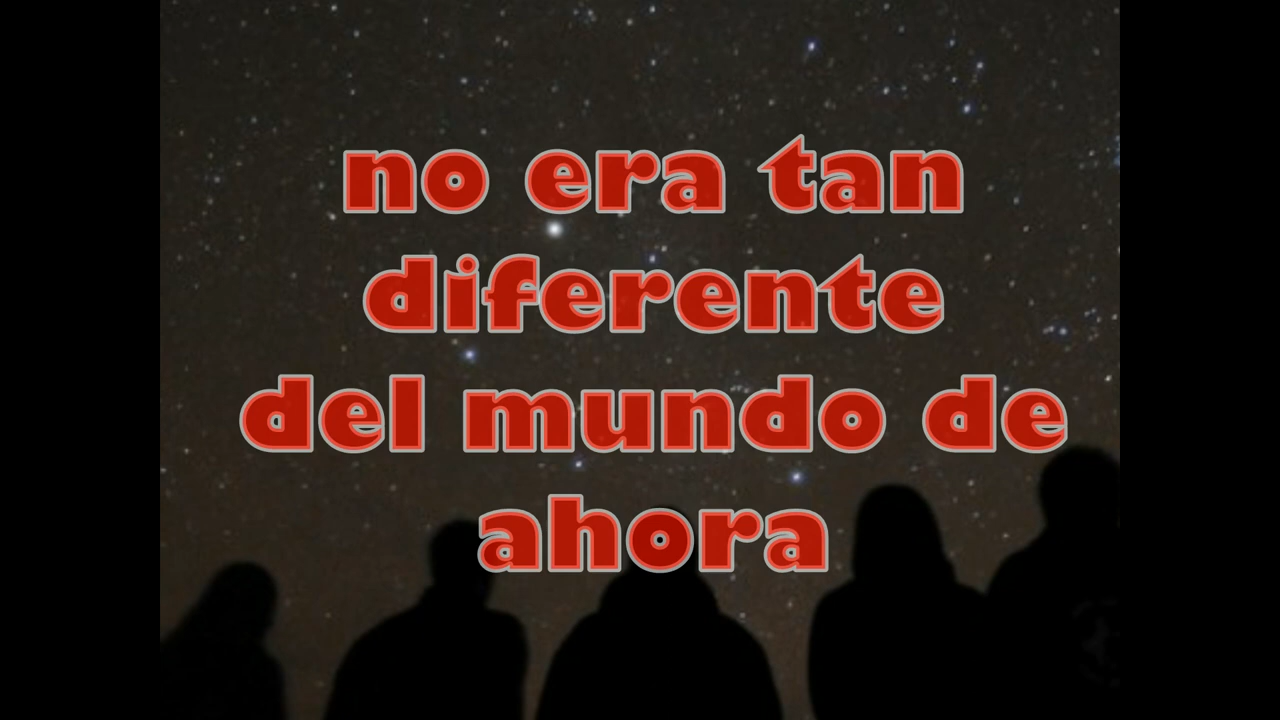 no era tan
diferente
del mundo de
ahora